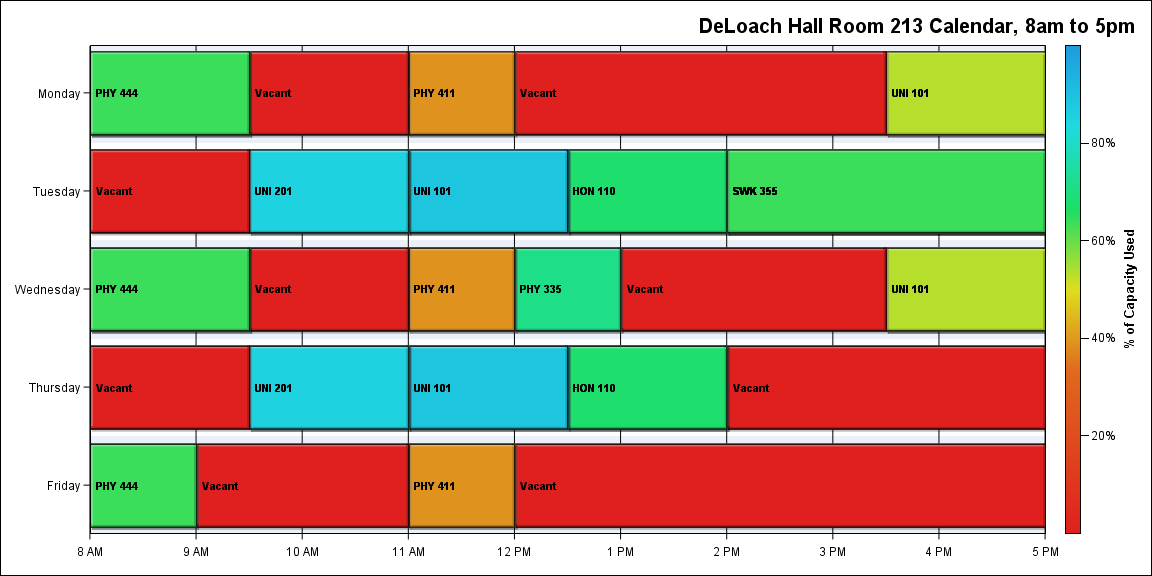 DeLoach Hall Room 213 Calendar, 8am to 5pm
Monday
PHY 444
Vacant
PHY 411
Vacant
UNI 101
Tuesday
Vacant
UNI 201
UNI 101
HON 110
SWK 355
Wednesday
PHY 444
Vacant
PHY 411
PHY 335
Vacant
UNI 101
Thursday
Vacant
UNI 201
UNI 101
HON 110
Vacant
Friday
PHY 444
Vacant
PHY 411
Vacant
8 AM
9 AM
10 AM
11 AM
12 PM
1 PM
2 PM
3 PM
4 PM
5 PM
80%
60%
40%
20%
% of Capacity Used